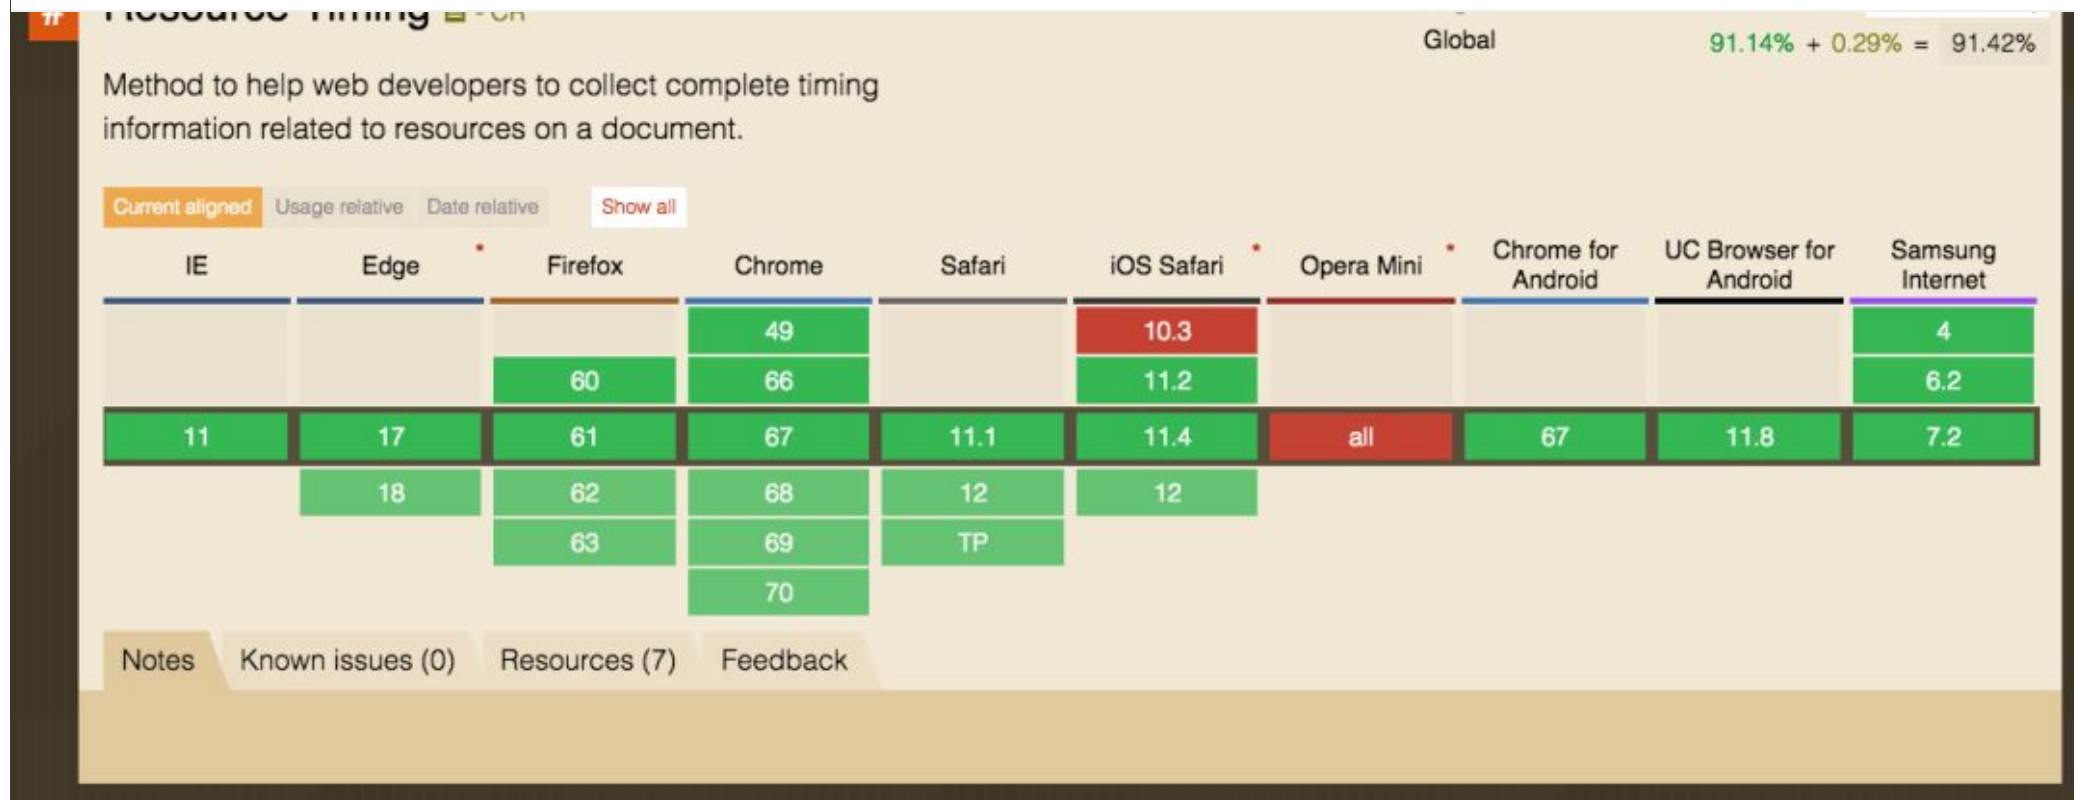 #
Resource Timing - CR
Global
91.14% + 0.29% = 91.42%
Method to help web developers to collect complete timing
information related to resources on a document.
Current aligned Usage relative Date relative Show all
IE Edge * Firefox Chrome Safari iOS Safari * Opera Mini * Chrome for Android UC Browser for Android Samsung Internet
49 10.3 4
60 66 11.2 6.2
11 17 61 67 11.1 11.4 all 67 11.8 7.2
18 62 68 12 12
63 69 TP
70
Notes Known issues (0) Resources (7) Feedback